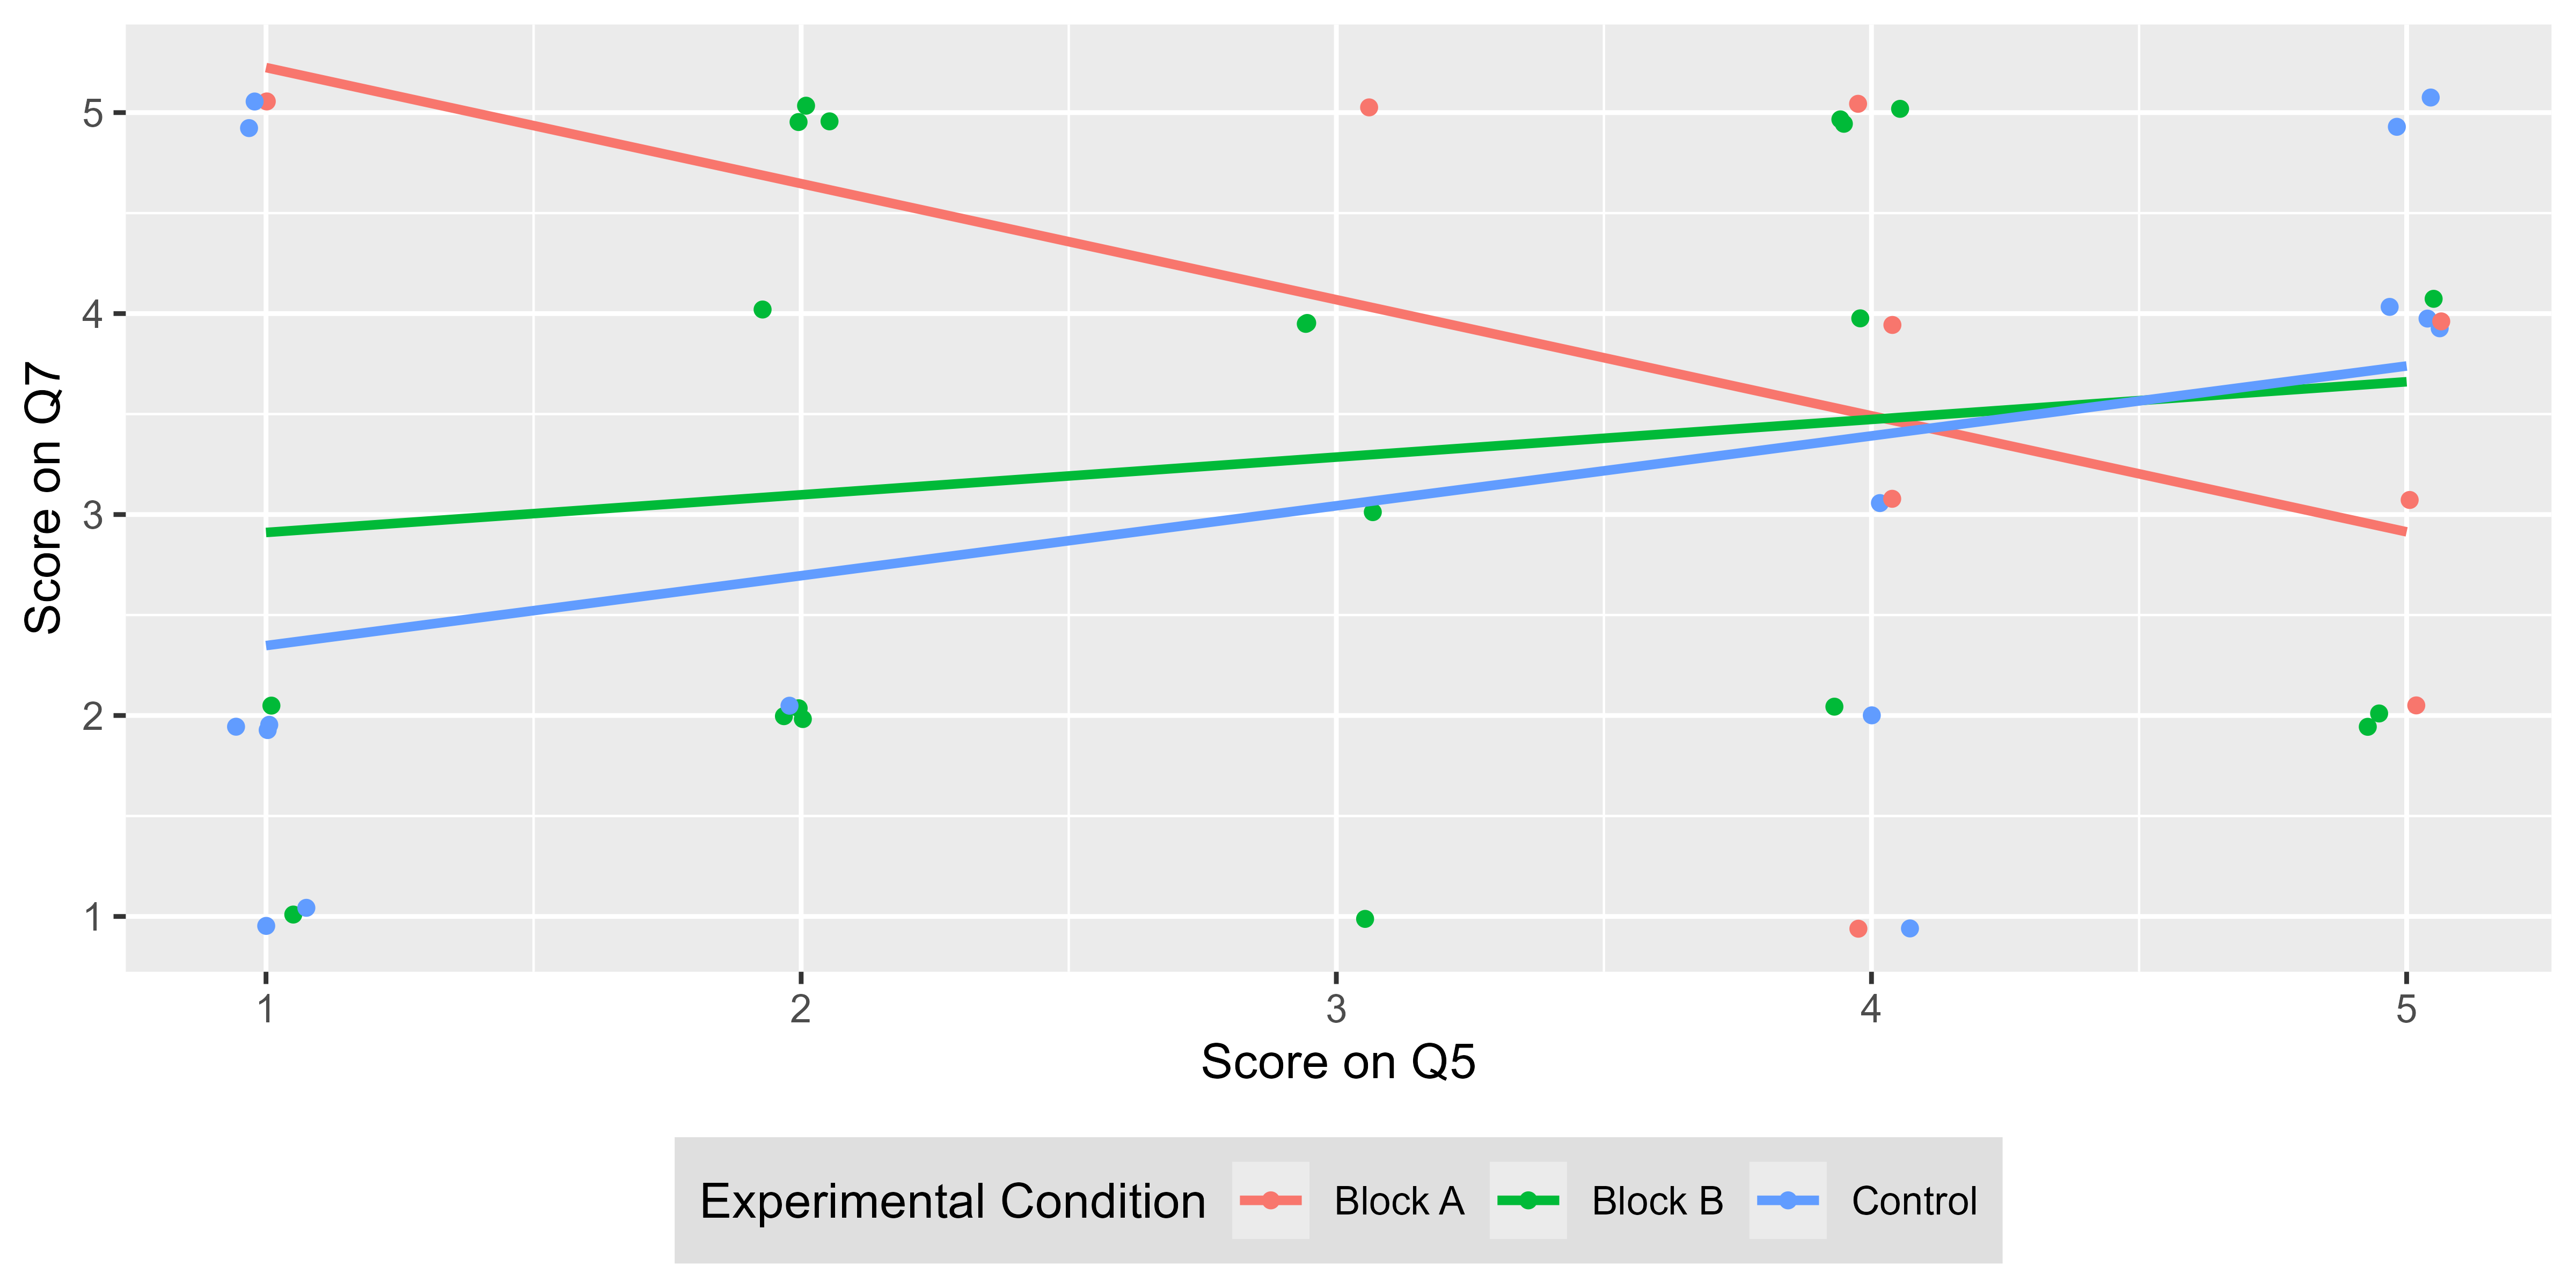 5
4
3
2
1
Score on Q7
1 2 3 4 5
Score on Q5
Experimental Condition Block A Block B Control